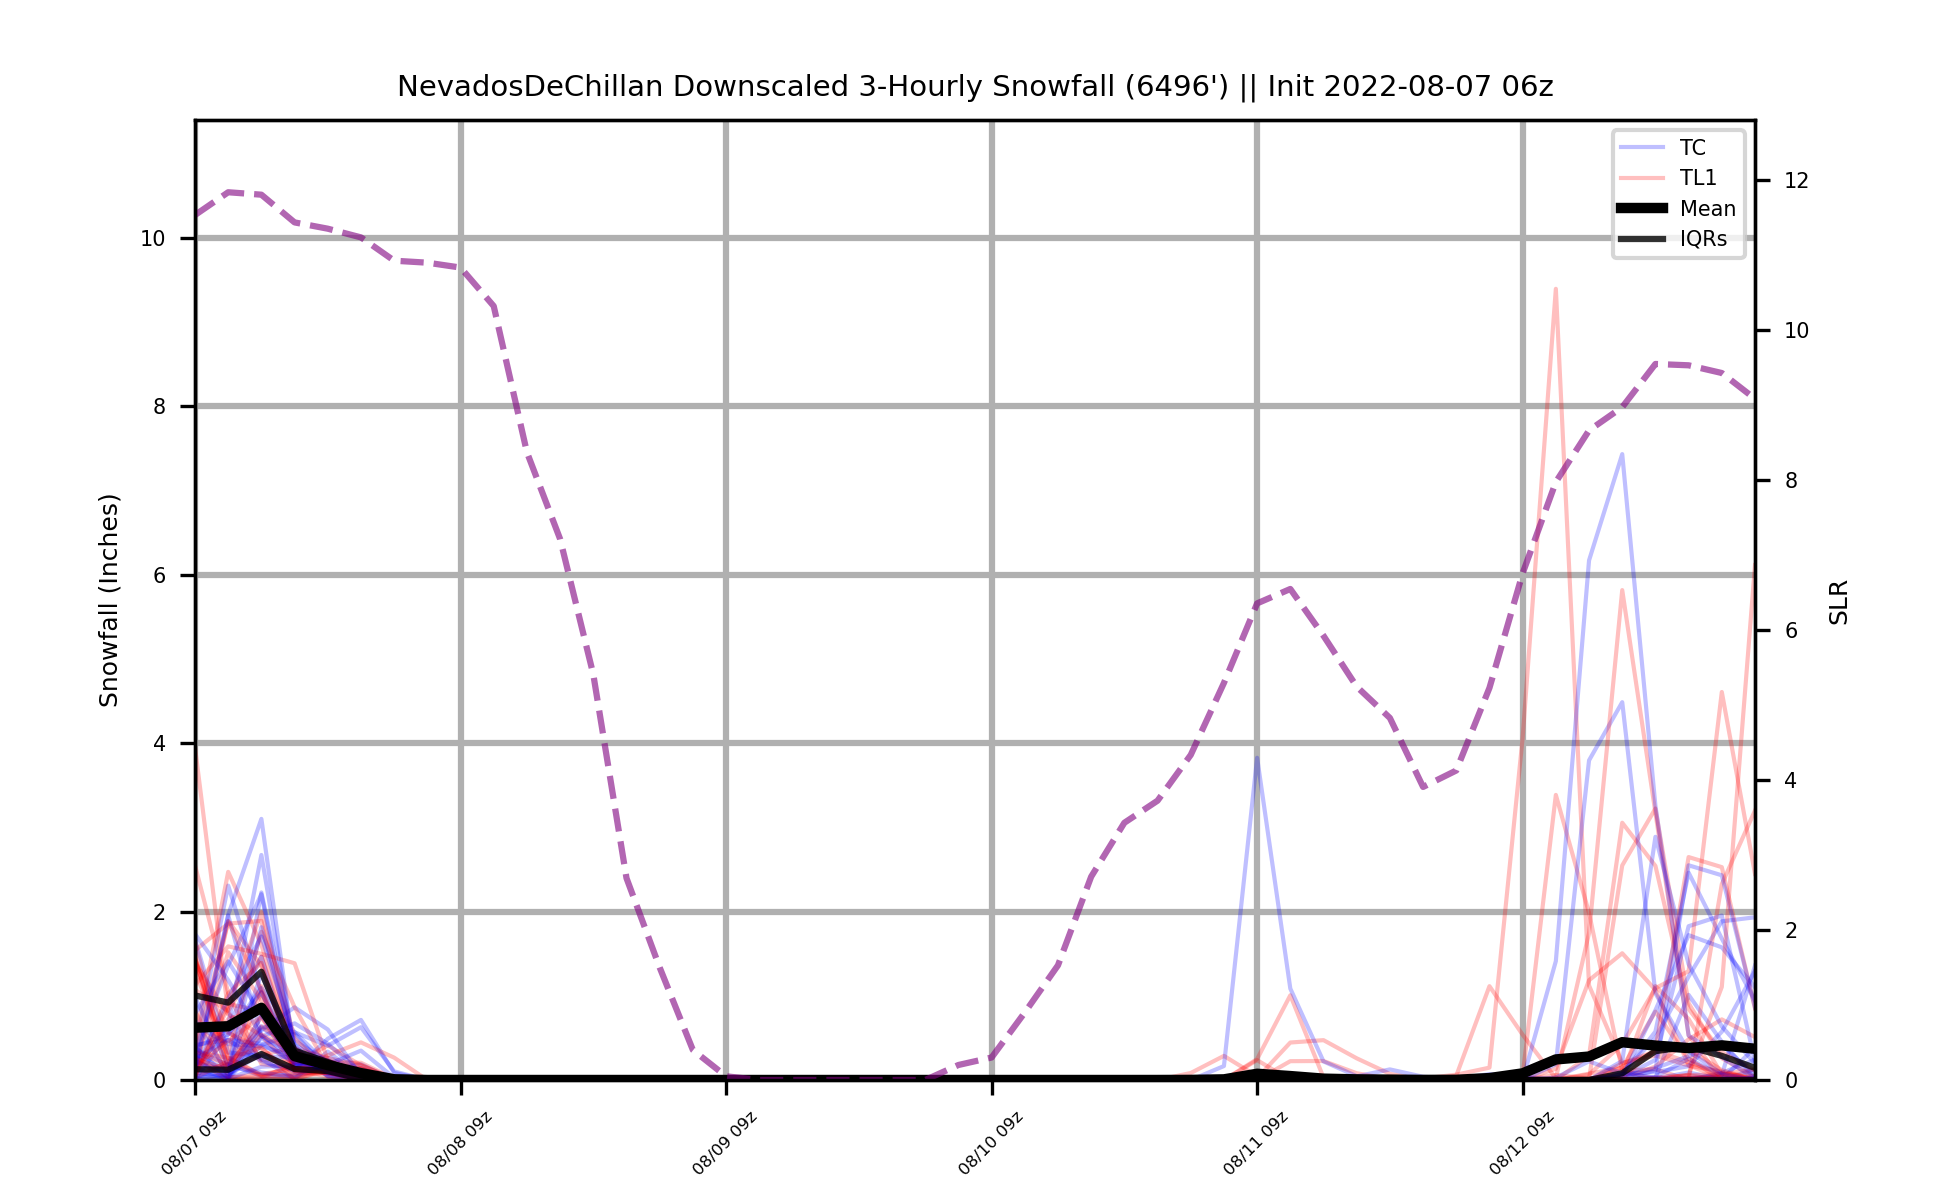 NevadosDeChillan Downscaled 3-Hourly Snowfall (6496') || Init 2022-08-07 06z
TC
TL1
Mean
IQRs
10
8
6
4
2
0
Snowfall (Inches)
12
10
8
6
4
2
0
SLR
08/07 09z
08/08 09z
08/09 09z
08/10 09z
08/11 09z
08/12 09z